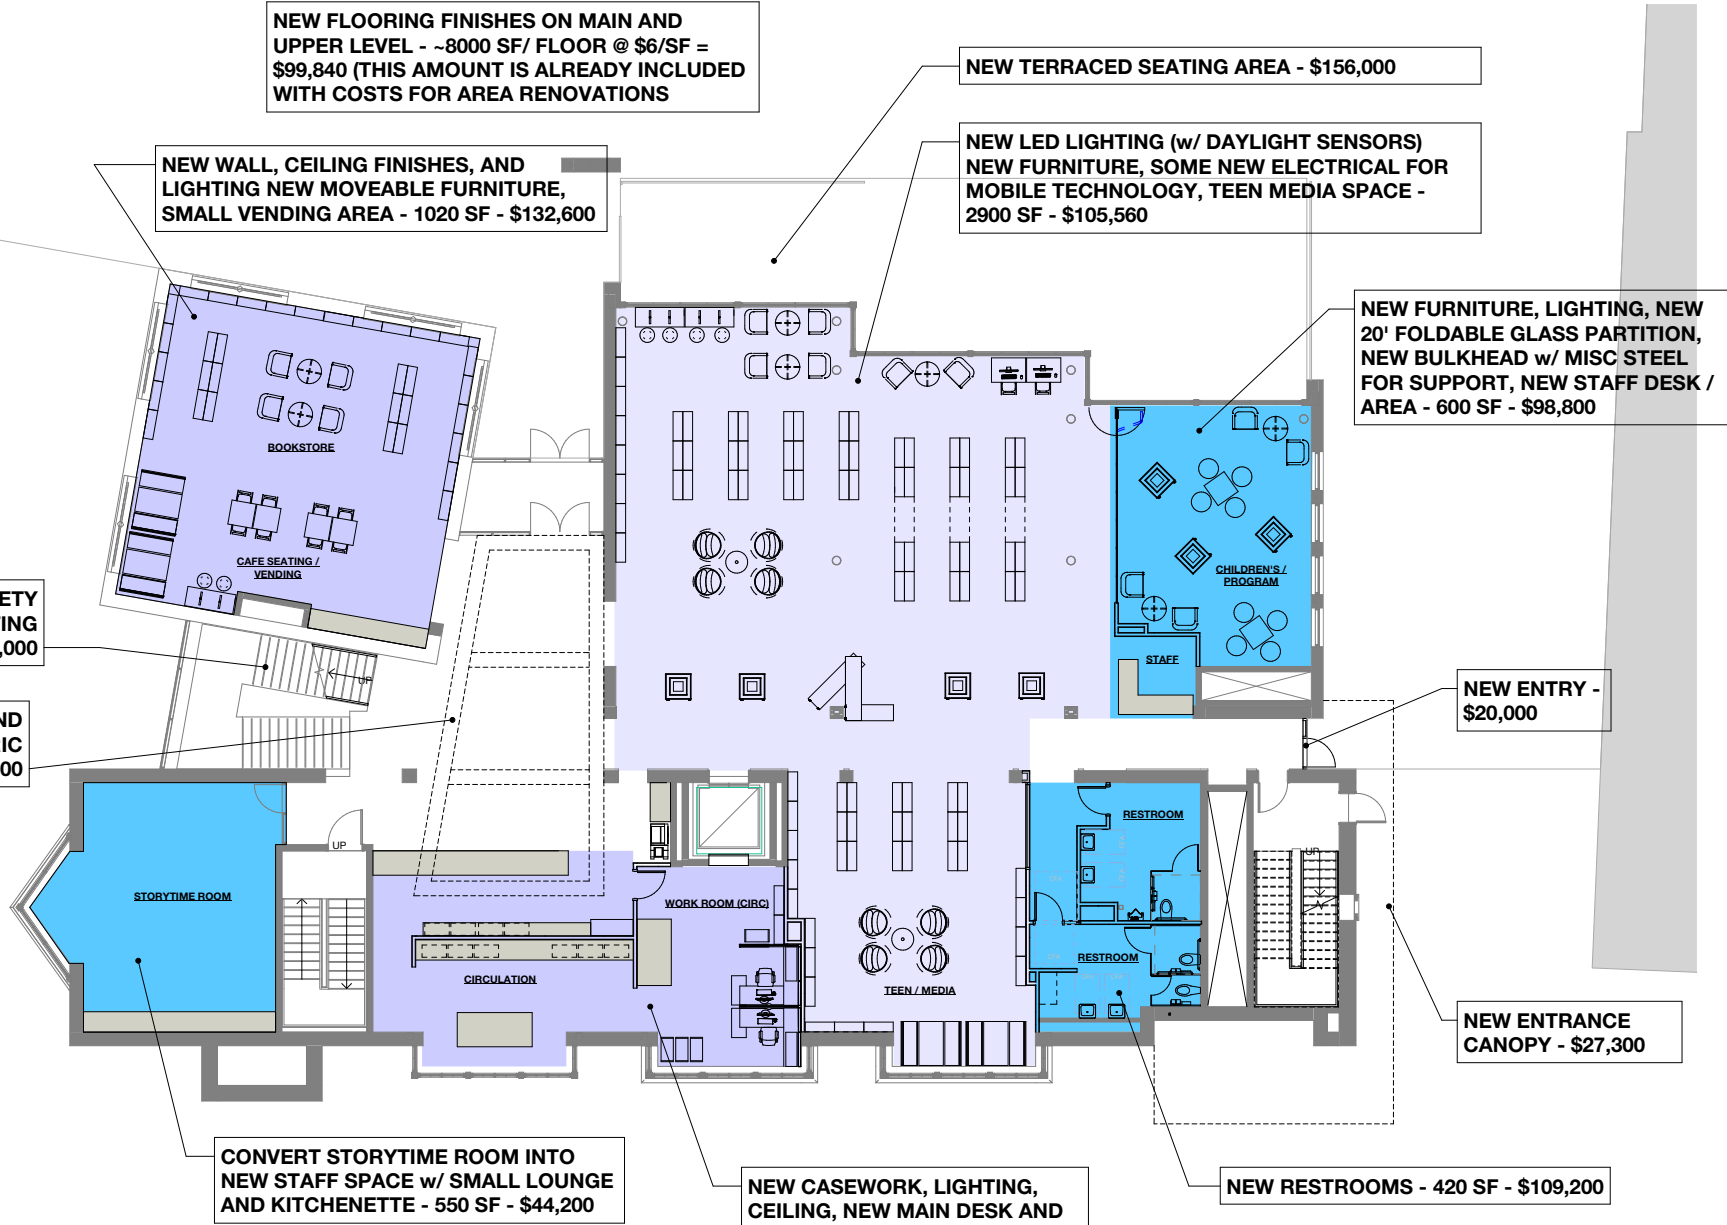 NEW FLOORING FINISHES ON MAIN AND
UPPER LEVEL - ~8000 SF/ FLOOR @ $6/SF =
$99,840 (THIS AMOUNT IS ALREADY INCLUDED
WITH COSTS FOR AREA RENOVATIONS
NEW TERRACED SEATING AREA - $156,000
NEW WALL, CEILING FINISHES, AND
LIGHTING NEW MOVEABLE FURNITURE,
SMALL VENDING AREA - 1020 SF - $132,600
NEW LED LIGHTING (w/ DAYLIGHT SENSORS)
NEW FURNITURE, SOME NEW ELECTRICAL FOR
MOBILE TECHNOLOGY, TEEN MEDIA SPACE -
2900 SF - $105,560
NEW FURNITURE, LIGHTING, NEW
20' FOLDABLE GLASS PARTITION,
NEW BULKHEAD w/ MISC STEEL
FOR SUPPORT, NEW STAFF DESK /
AREA - 600 SF - $98,800
BOOKSTORE
CAFE SEATING /
VENDING
CHILDREN'S /
PROGRAM
ETY
TING
,000
STAFF
UP
NEW ENTRY -
$20,000
ND
RIC
00
RESTROOM
UP
UP
STORYTIME ROOM
WORK ROOM (CIRC)
CIRCULATION
TEEN / MEDIA
RESTROOM
NEW ENTRANCE
CANOPY - $27,300
CONVERT STORYTIME ROOM INTO
NEW STAFF SPACE w/ SMALL LOUNGE
AND KITCHENETTE - 550 SF - $44,200
NEW CASEWORK, LIGHTING,
CEILING, NEW MAIN DESK AND
NEW RESTROOMS - 420 SF - $109,200